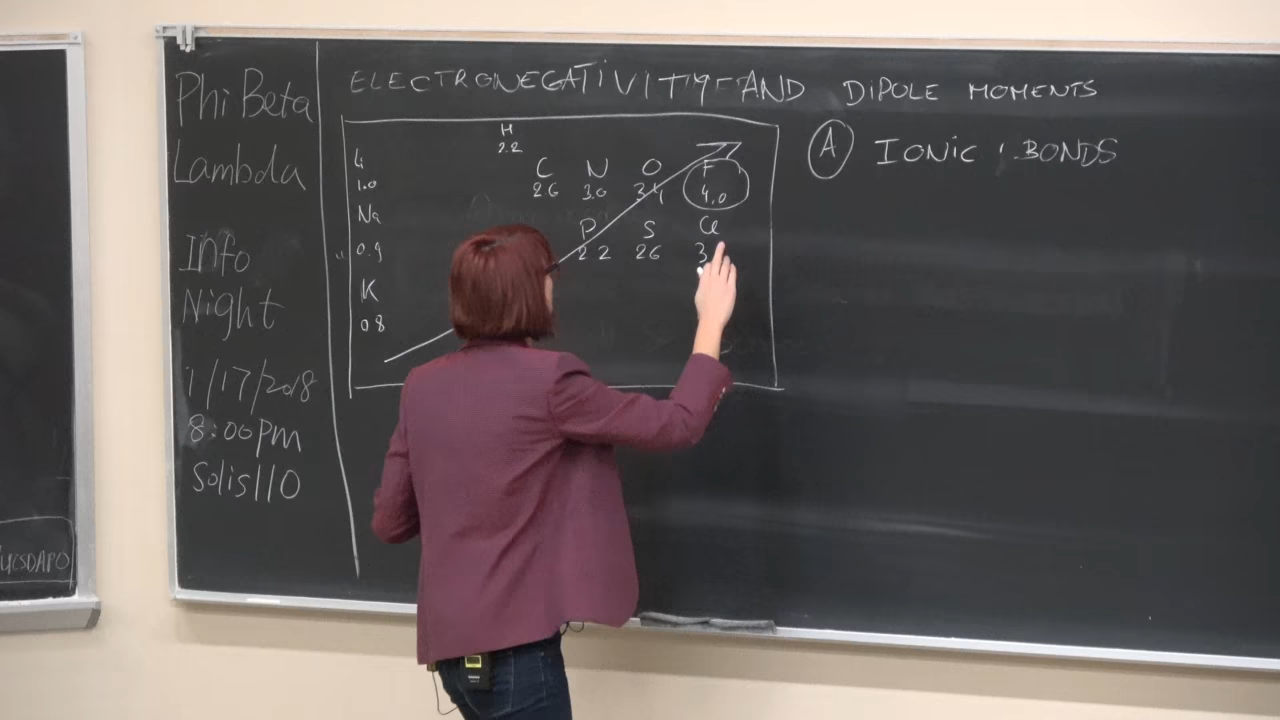 Phi Beta
Lambda
Info
Night
1/17/2018
8:00pm
Solis 110
ELECTRONEGATIVITY AND DIPOLE MOMENTS
H
2.2
Li
1.0
C N O F
2.6 3.0 3.4 4.0
Na
0.9
P S Cl
2.2 2.6 3
K
0.8
A IONIC BONDS